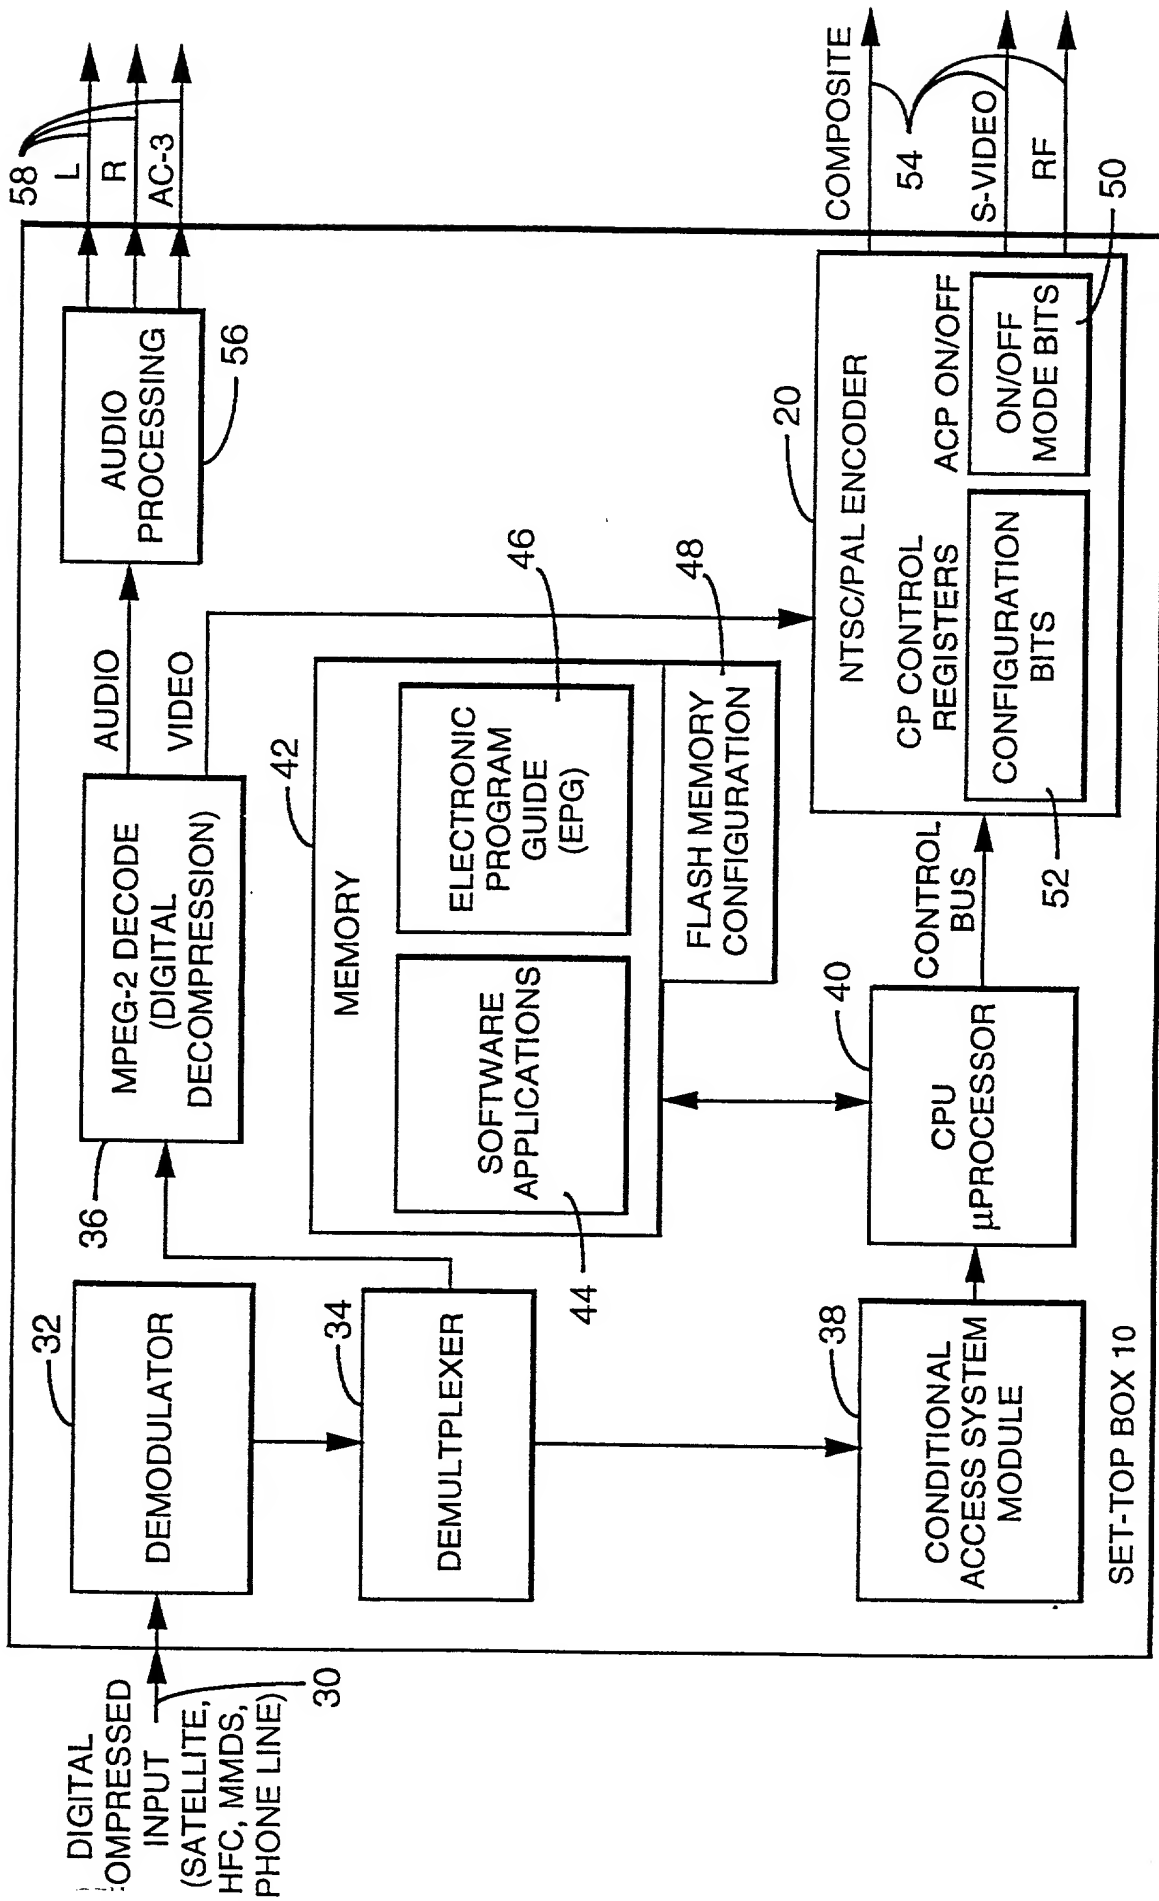 DIGITAL
COMPRESSED
INPUT
(SATELLITE,
HFC, MMDS,
PHONE LINE)
30
32
DEMODULATOR
34
DEMULTPLEXER
38
CONDITIONAL
ACCESS SYSTEM
MODULE
SET-TOP BOX 10
36
MPEG-2 DECODE
(DIGITAL
DECOMPRESSION)
AUDIO
VIDEO
42
MEMORY
44
SOFTWARE
APPLICATIONS
46
ELECTRONIC
PROGRAM
GUIDE
(EPG)
48
FLASH MEMORY
CONFIGURATION
40
CPU
µPROCESSOR
CONTROL
BUS
AUDIO
PROCESSING
56
58
L
R
AC-3
20
NTSC/PAL ENCODER
CP CONTROL
REGISTERS
ACP ON/OFF
CONFIGURATION
BITS
52
ON/OFF
MODE BITS
50
COMPOSITE
54
S-VIDEO
RF